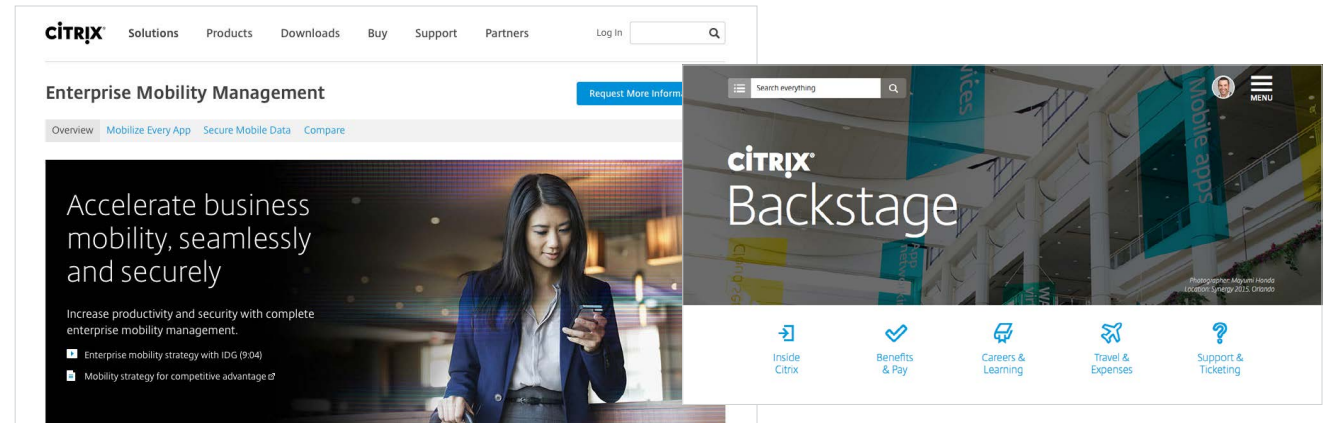 CITRIX® Solutions Products Downloads Buy Support Partners Log In
Enterprise Mobility Management
Request More
Overview Mobilize Every App Secure Mobile Data Compare
Accelerate business
mobility, seamlessly
and securely
Increase productivity and security with complete
enterprise mobility management.
Enterprise mobility strategy with IDG (9:04)
Mobility strategy for competitive advantage
Search everything
MENU
CITRIX®
Backstage
Mobile apps
App
Photographer: Mayumi Honda
Location: Synergy 2015, Orlando
Inside
Citrix
Benefits
& Pay
Careers &
Learning
Travel &
Expenses
Support &
Ticketing